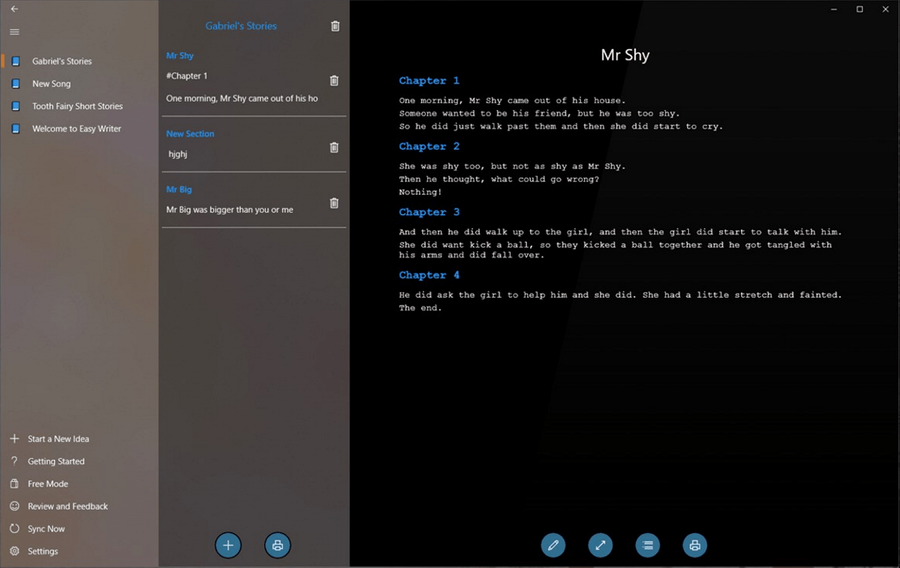 Gabriel's Stories
New Song
Tooth Fairy Short Stories
Welcome to Easy Writer
Start a New Idea
Getting Started
Free Mode
Review and Feedback
Sync Now
Settings
Gabriel's Stories
Mr Shy
#Chapter 1
One morning, Mr Shy came out of his ho
New Section
hjghj
Mr Big
Mr Big was bigger than you or me
Mr Shy
Chapter 1
One morning, Mr Shy came out of his house.
Someone wanted to be his friend, but he was too shy.
So he did just walk past them and then she did start to cry.
Chapter 2
She was shy too, but not as shy as Mr Shy.
Then he thought, what could go wrong?
Nothing!
Chapter 3
And then he did walk up to the girl, and then the girl did start to talk with him.
She did want kick a ball, so they kicked a ball together and he got tangled with
his arms and did fall over.
Chapter 4
He did ask the girl to help him and she did. She had a little stretch and fainted.
The end.